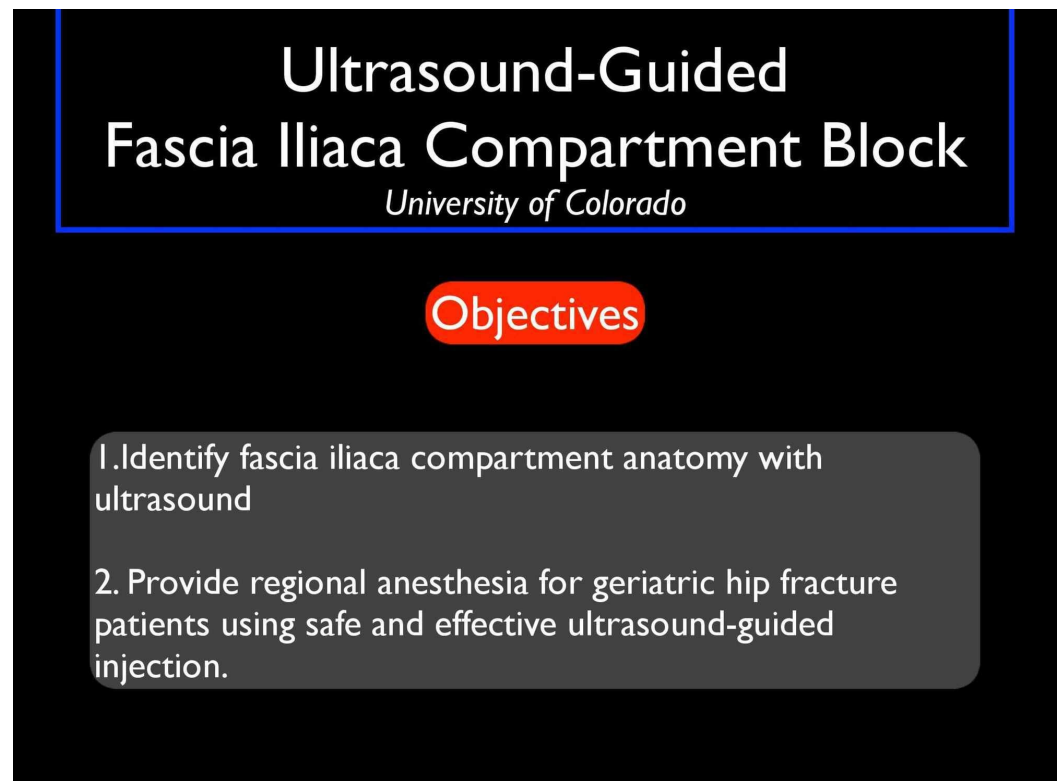 Ultrasound-Guided
Fascia Iliaca Compartment Block
University of Colorado
Objectives
1.Identify fascia iliaca compartment anatomy with
ultrasound
2. Provide regional anesthesia for geriatric hip fracture
patients using safe and effective ultrasound-guided
injection.